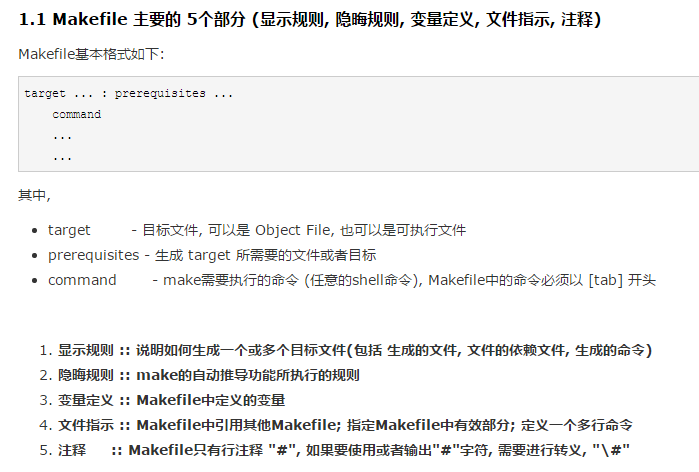 1.1 Makefile 主要的 5个部分 (显示规则, 隐晦规则, 变量定义, 文件指示, 注释)
Makefile基本格式如下:
target ... : prerequisites ...
    command
    ...
    ...
其中,
• target - 目标文件, 可以是 Object File, 也可以是可执行文件
• prerequisites - 生成 target 所需要的文件或者目标
• command - make需要执行的命令 (任意的shell命令), Makefile中的命令必须以 [tab] 开头
1. 显示规则 :: 说明如何生成一个或多个目标文件(包括 生成的文件, 文件的依赖文件, 生成的命令)
2. 隐晦规则 :: make的自动推导功能所执行的规则
3. 变量定义 :: Makefile中定义的变量
4. 文件指示 :: Makefile中引用其他Makefile; 指定Makefile中有效部分; 定义一个多行命令
5. 注释 :: Makefile只有行注释 "#", 如果要使用或者输出"#"字符, 需要进行转义, "\#"